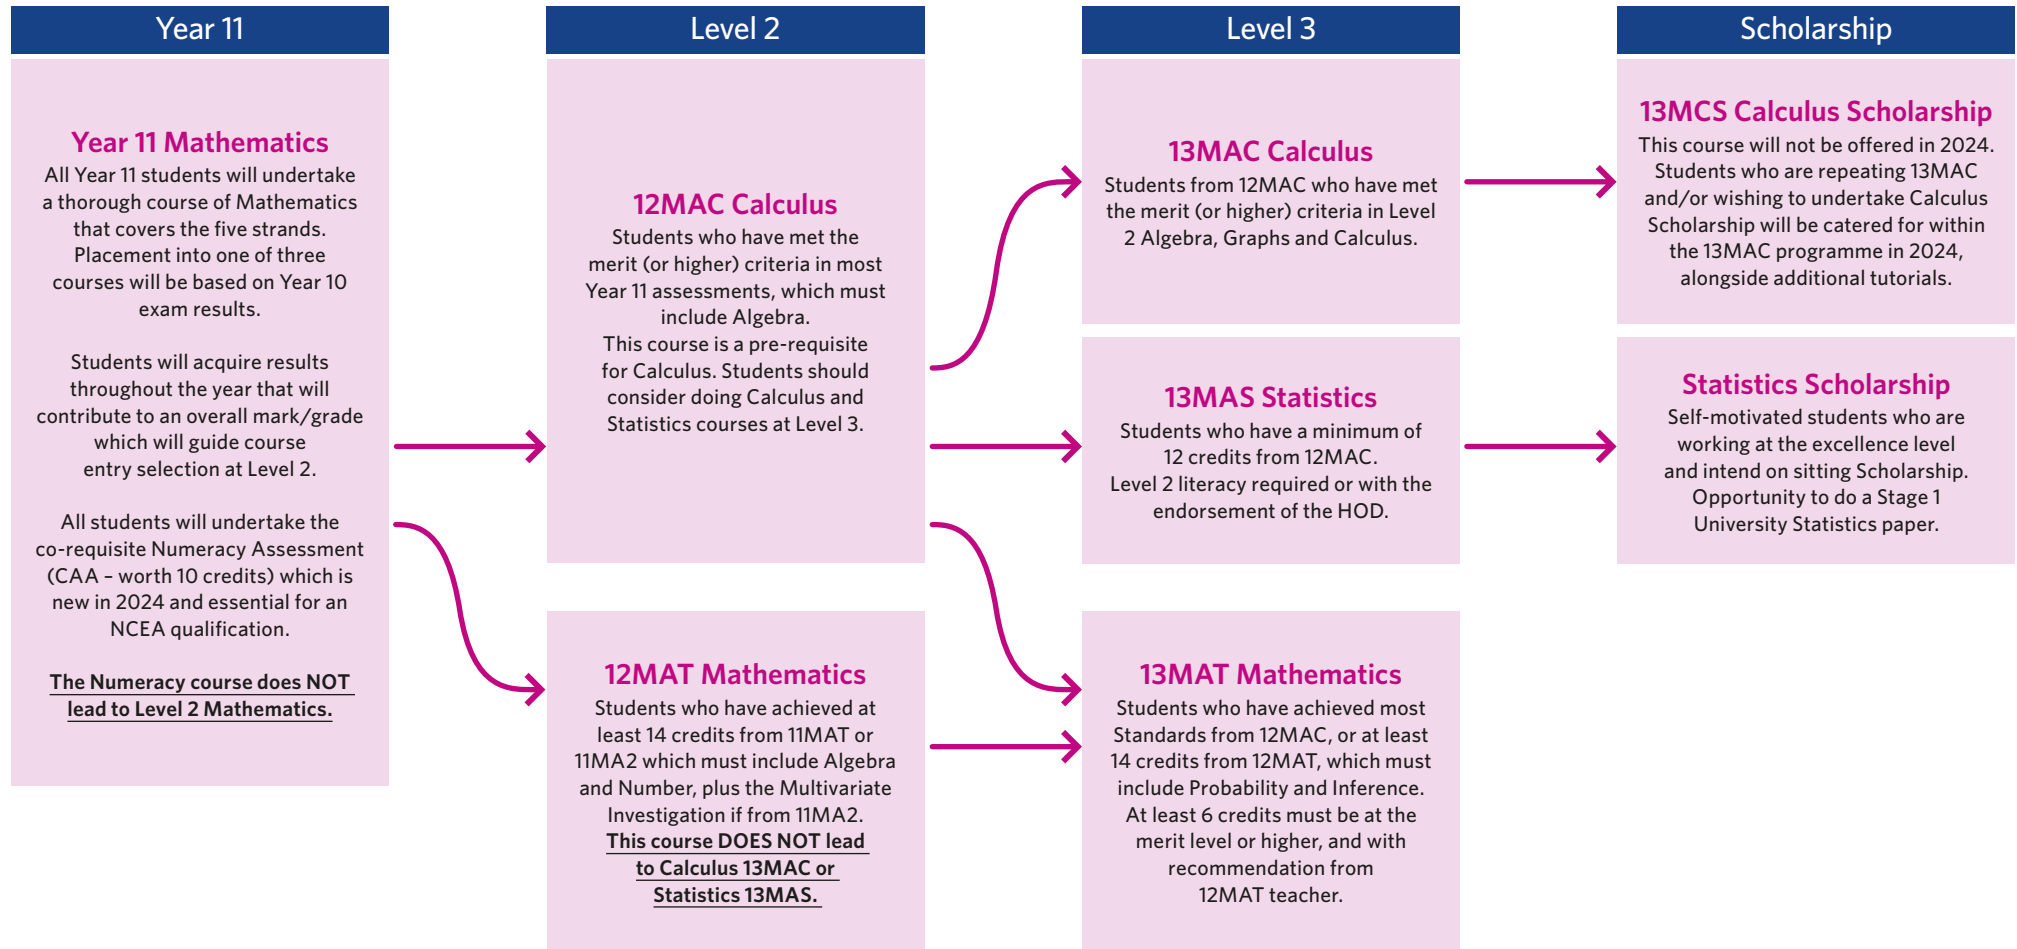 Year 11
Year 11 Mathematics
All Year 11 students will undertake
a thorough course of Mathematics
that covers the five strands.
Placement into one of three
courses will be based on Year 10
exam results.
Students will acquire results
throughout the year that will
contribute to an overall mark/grade
which will guide course
entry selection at Level 2.
All students will undertake the
co-requisite Numeracy Assessment
(CAA – worth 10 credits) which is
new in 2024 and essential for an
NCEA qualification.
The Numeracy course does NOT
lead to Level 2 Mathematics.
Level 2
12MAC Calculus
Students who have met the
merit (or higher) criteria in most
Year 11 assessments, which must
include Algebra.
This course is a pre-requisite
for Calculus. Students should
consider doing Calculus and
Statistics courses at Level 3.
12MAT Mathematics
Students who have achieved at
least 14 credits from 11MAT or
11MA2 which must include Algebra
and Number, plus the Multivariate
Investigation if from 11MA2.
This course DOES NOT lead
to Calculus 13MAC or
Statistics 13MAS.
Level 3
13MAC Calculus
Students from 12MAC who have met
the merit (or higher) criteria in Level
2 Algebra, Graphs and Calculus.
13MAS Statistics
Students who have a minimum of
12 credits from 12MAC.
Level 2 literacy required or with the
endorsement of the HOD.
13MAT Mathematics
Students who have achieved most
Standards from 12MAC, or at least
14 credits from 12MAT, which must
include Probability and Inference.
At least 6 credits must be at the
merit level or higher, and with
recommendation from
12MAT teacher.
Scholarship
13MCS Calculus Scholarship
This course will not be offered in 2024.
Students who are repeating 13MAC
and/or wishing to undertake Calculus
Scholarship will be catered for within
the 13MAC programme in 2024,
alongside additional tutorials.
Statistics Scholarship
Self-motivated students who are
working at the excellence level
and intend on sitting Scholarship.
Opportunity to do a Stage 1
University Statistics paper.